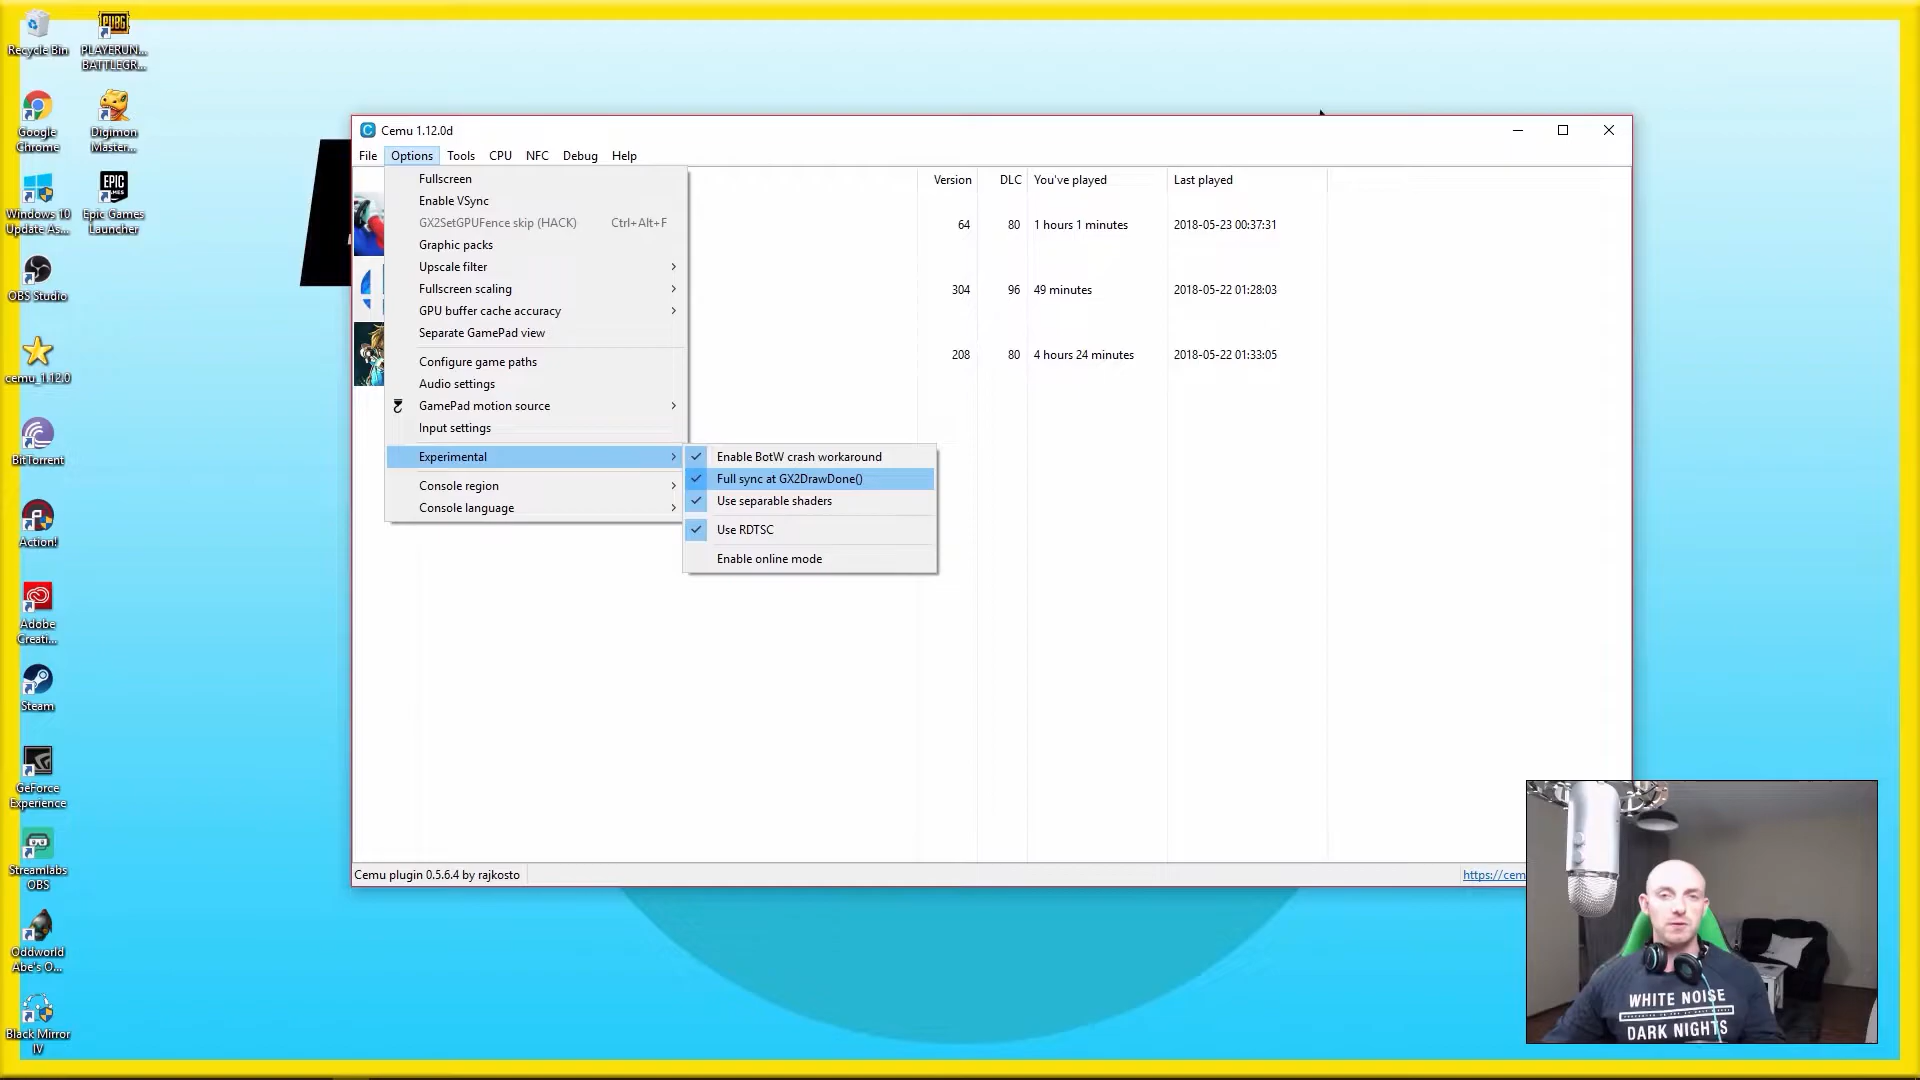 Recycle Bin
PLAYERUN...
BATTLEGR...
Google
Chrome
Digimon
Master...
Windows 10
Update As...
EPIC
GAMES
Epic Games
Launcher
OBS Studio
cemu_1.12.0
BitTorrent
Action!
Adobe
Creati...
Steam
GeForce
Experience
Streamlabs
OBS
Oddworld
Abe's O...
Black Mirror
IV
PUBG
Cemu 1.12.0d
File Options Tools CPU NFC Debug Help
Fullscreen
Enable VSync
GX2SetGPUFence skip (HACK) Ctrl+Alt+F
Graphic packs
Upscale filter
Fullscreen scaling
GPU buffer cache accuracy
Separate GamePad view
Configure game paths
Audio settings
GamePad motion source
Input settings
Experimental
Console region
Console language
Enable BotW crash workaround
Full sync at GX2DrawDone()
Use separable shaders
Use RDTSC
Enable online mode
Version DLC You've played Last played
64 80 1 hours 1 minutes 2018-05-23 00:37:31
304 96 49 minutes 2018-05-22 01:28:03
208 80 4 hours 24 minutes 2018-05-22 01:33:05
Cemu plugin 0.5.6.4 by rajkosto
https://cem
WHITE NOISE
DARK NIGHTS